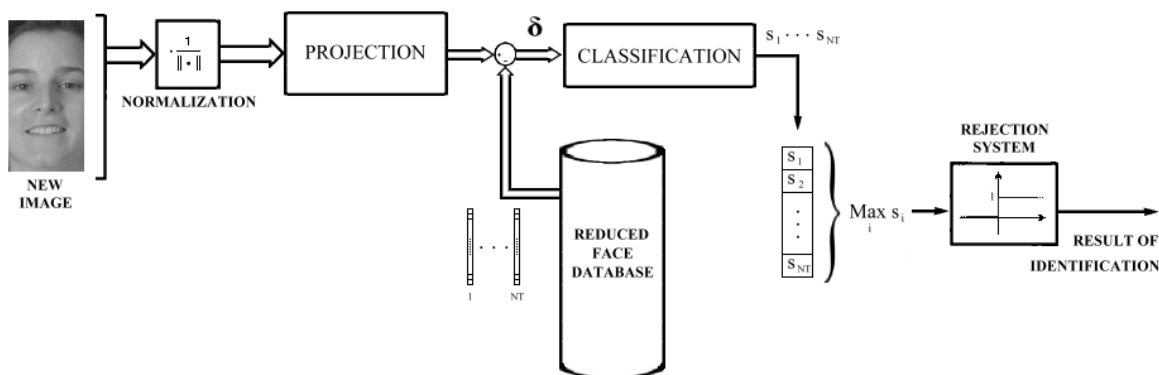 NEW
IMAGE
· 1 / ‖ • ‖
NORMALIZATION
PROJECTION
+
−
δ
CLASSIFICATION
S1 · · · SNT
REDUCED
FACE
DATABASE
· · ·
1 NT
S1
S2
SNT
Max si
i
REJECTION
SYSTEM
1
RESULT OF
IDENTIFICATION